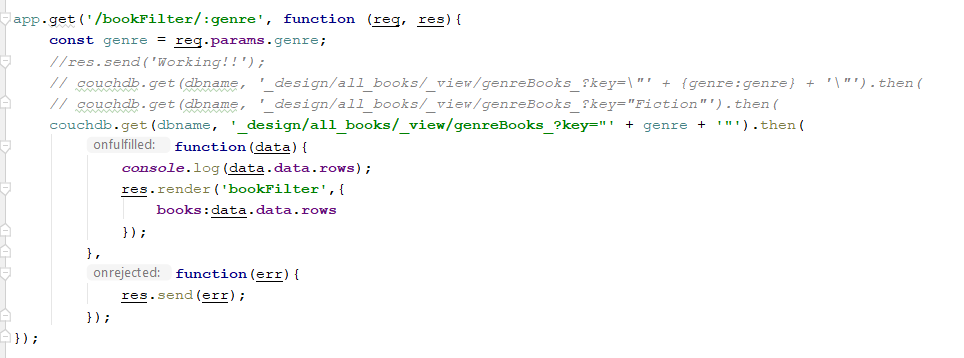 app.get('/bookFilter/:genre', function (req, res){
    const genre = req.params.genre;
    //res.send('Working!!');
    // couchdb.get(dbname, '_design/all_books/_view/genreBooks_?key=\"' + {genre:genre} + '\"').then(
    // couchdb.get(dbname, '_design/all_books/_view/genreBooks_?key="Fiction"').then(
    couchdb.get(dbname, '_design/all_books/_view/genreBooks_?key="' + genre + '"').then(
        onfulfilled: function(data){
            console.log(data.data.rows);
            res.render('bookFilter',{
                books:data.data.rows
            });
        },
        onrejected: function(err){
            res.send(err);
        });
});